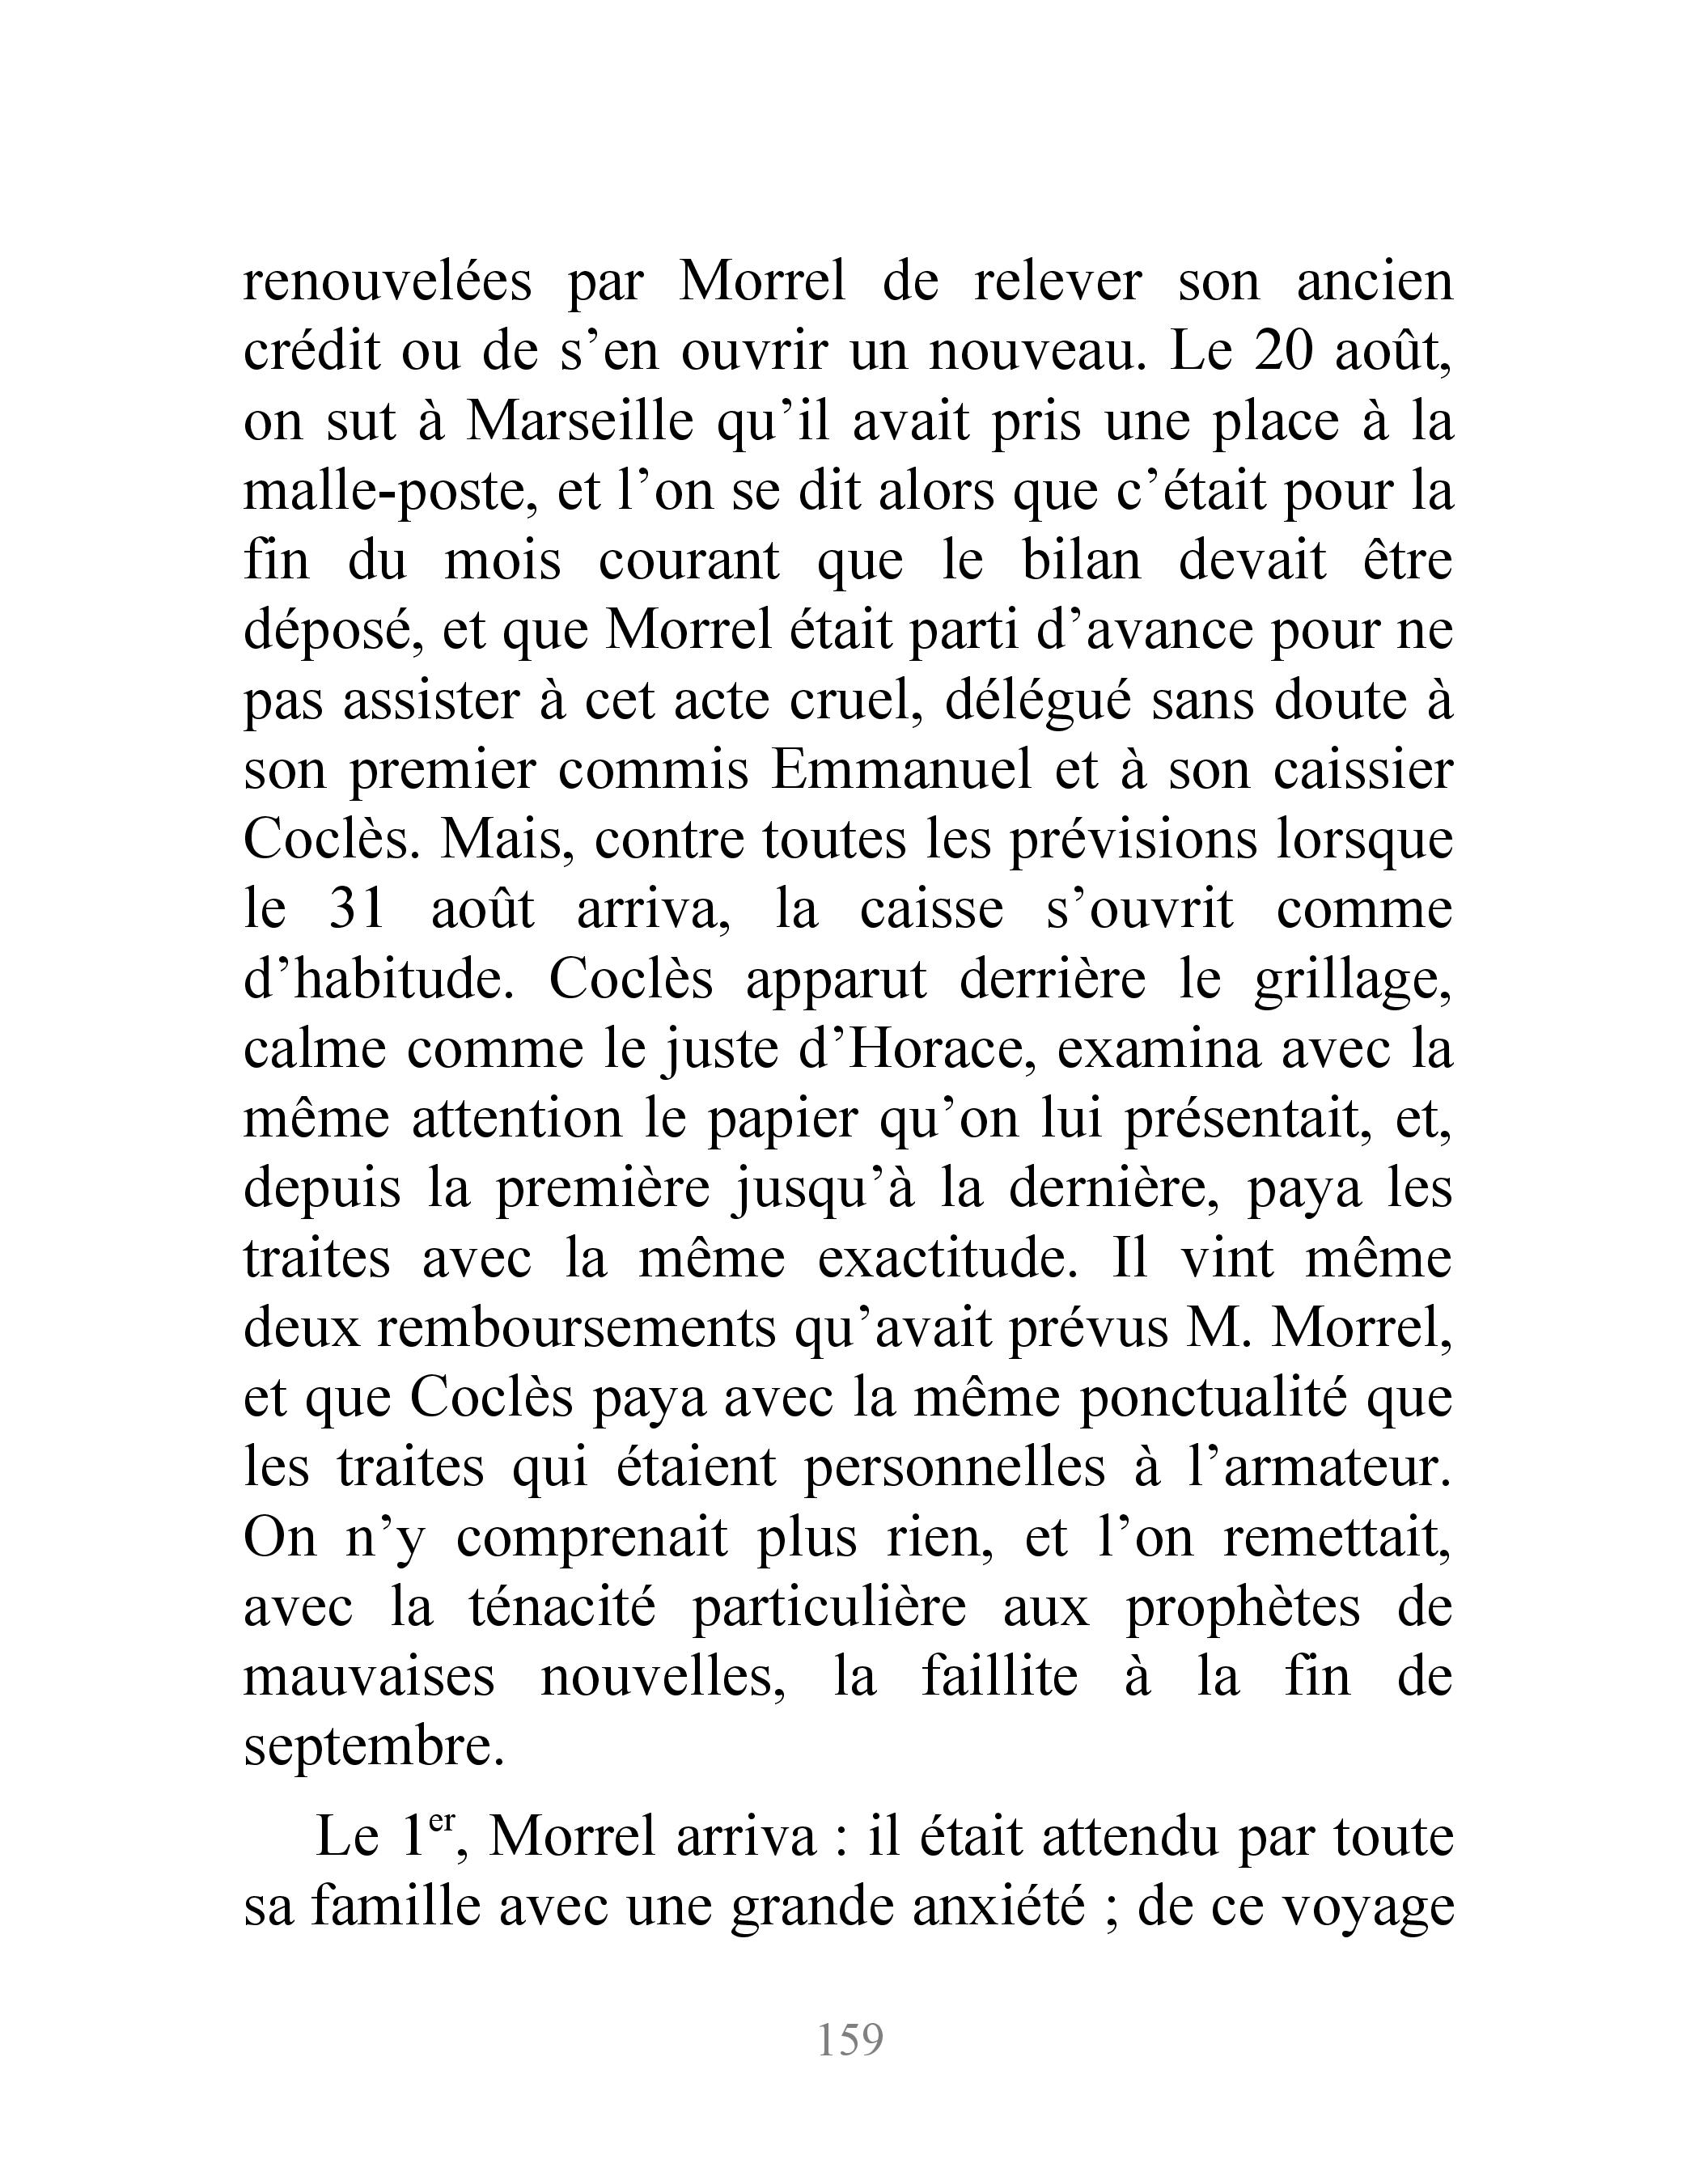 renouvelées par Morrel de relever son ancien
crédit ou de s’en ouvrir un nouveau. Le 20 août,
on sut à Marseille qu’il avait pris une place à la
malle-poste, et l’on se dit alors que c’était pour la
fin du mois courant que le bilan devait être
déposé, et que Morrel était parti d’avance pour ne
pas assister à cet acte cruel, délégué sans doute à
son premier commis Emmanuel et à son caissier
Coclès. Mais, contre toutes les prévisions lorsque
le 31 août arriva, la caisse s’ouvrit comme
d’habitude. Coclès apparut derrière le grillage,
calme comme le juste d’Horace, examina avec la
même attention le papier qu’on lui présentait, et,
depuis la première jusqu’à la dernière, paya les
traites avec la même exactitude. Il vint même
deux remboursements qu’avait prévus M. Morrel,
et que Coclès paya avec la même ponctualité que
les traites qui étaient personnelles à l’armateur.
On n’y comprenait plus rien, et l’on remettait,
avec la ténacité particulière aux prophètes de
mauvaises nouvelles, la faillite à la fin de
septembre.
Le 1er, Morrel arriva : il était attendu par toute
sa famille avec une grande anxiété ; de ce voyage
159